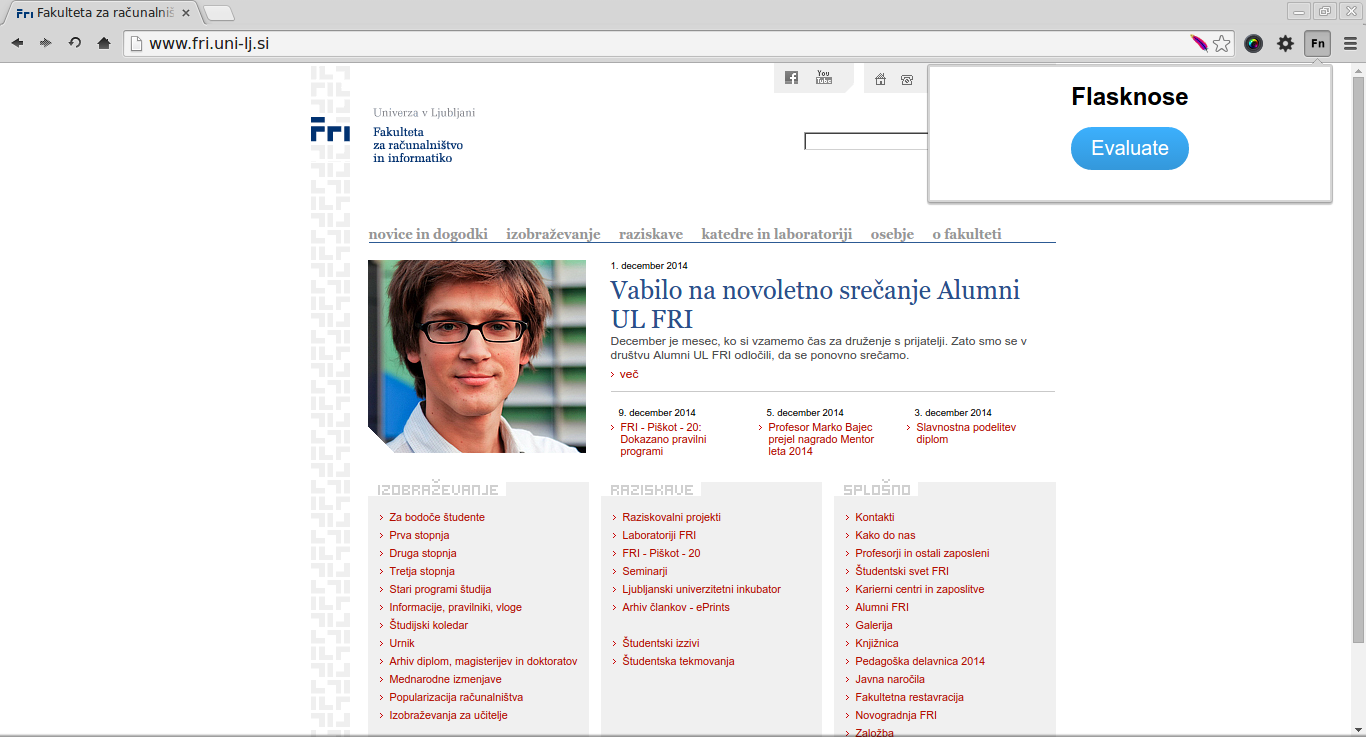 Fakulteta za računalniš
www.fri.uni-lj.si
Fn
You
Tube
Flasknose
Evaluate
Univerza v Ljubljani
Fri
Fakulteta
za računalništvo
in informatiko
novice in dogodki izobraževanje raziskave katedre in laboratoriji osebje o fakulteti
1. december 2014
Vabilo na novoletno srečanje Alumni
UL FRI
December je mesec, ko si vzamemo čas za druženje s prijatelji. Zato smo se v
društvu Alumni UL FRI odločili, da se ponovno srečamo.
več
9. december 2014
FRI - Piškot - 20:
Dokazano pravilni
programi
5. december 2014
Profesor Marko Bajec
prejel nagrado Mentor
leta 2014
3. december 2014
Slavnostna podelitev
diplom
IZOBRAŽEVANJE
Za bodoče študente
Prva stopnja
Druga stopnja
Tretja stopnja
Stari programi študija
Informacije, pravilniki, vloge
Študijski koledar
Urnik
Arhiv diplom, magisterijev in doktoratov
Mednarodne izmenjave
Popularizacija računalništva
Izobraževanja za učitelje
RAZISKAVE
Raziskovalni projekti
Laboratoriji FRI
FRI - Piškot - 20
Seminarji
Ljubljanski univerzitetni inkubator
Arhiv člankov - ePrints
Študentski izzivi
Študentska tekmovanja
SPLOŠNO
Kontakti
Kako do nas
Profesorji in ostali zaposleni
Študentski svet FRI
Karierni centri in zaposlitve
Alumni FRI
Galerija
Knjižnica
Pedagoška delavnica 2014
Javna naročila
Fakultetna restavracija
Novogradnja FRI
Založba